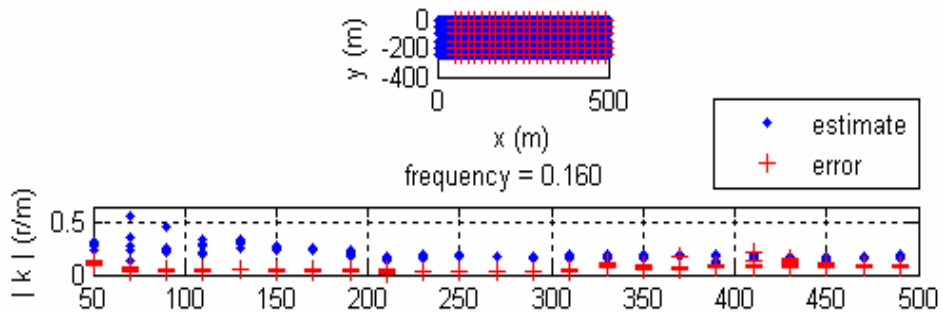 0
-200
-400
y (m)
0 500
x (m)
frequency = 0.160
estimate
error
| k | (r/m)
0.5
0
50 100 150 200 250 300 350 400 450 500